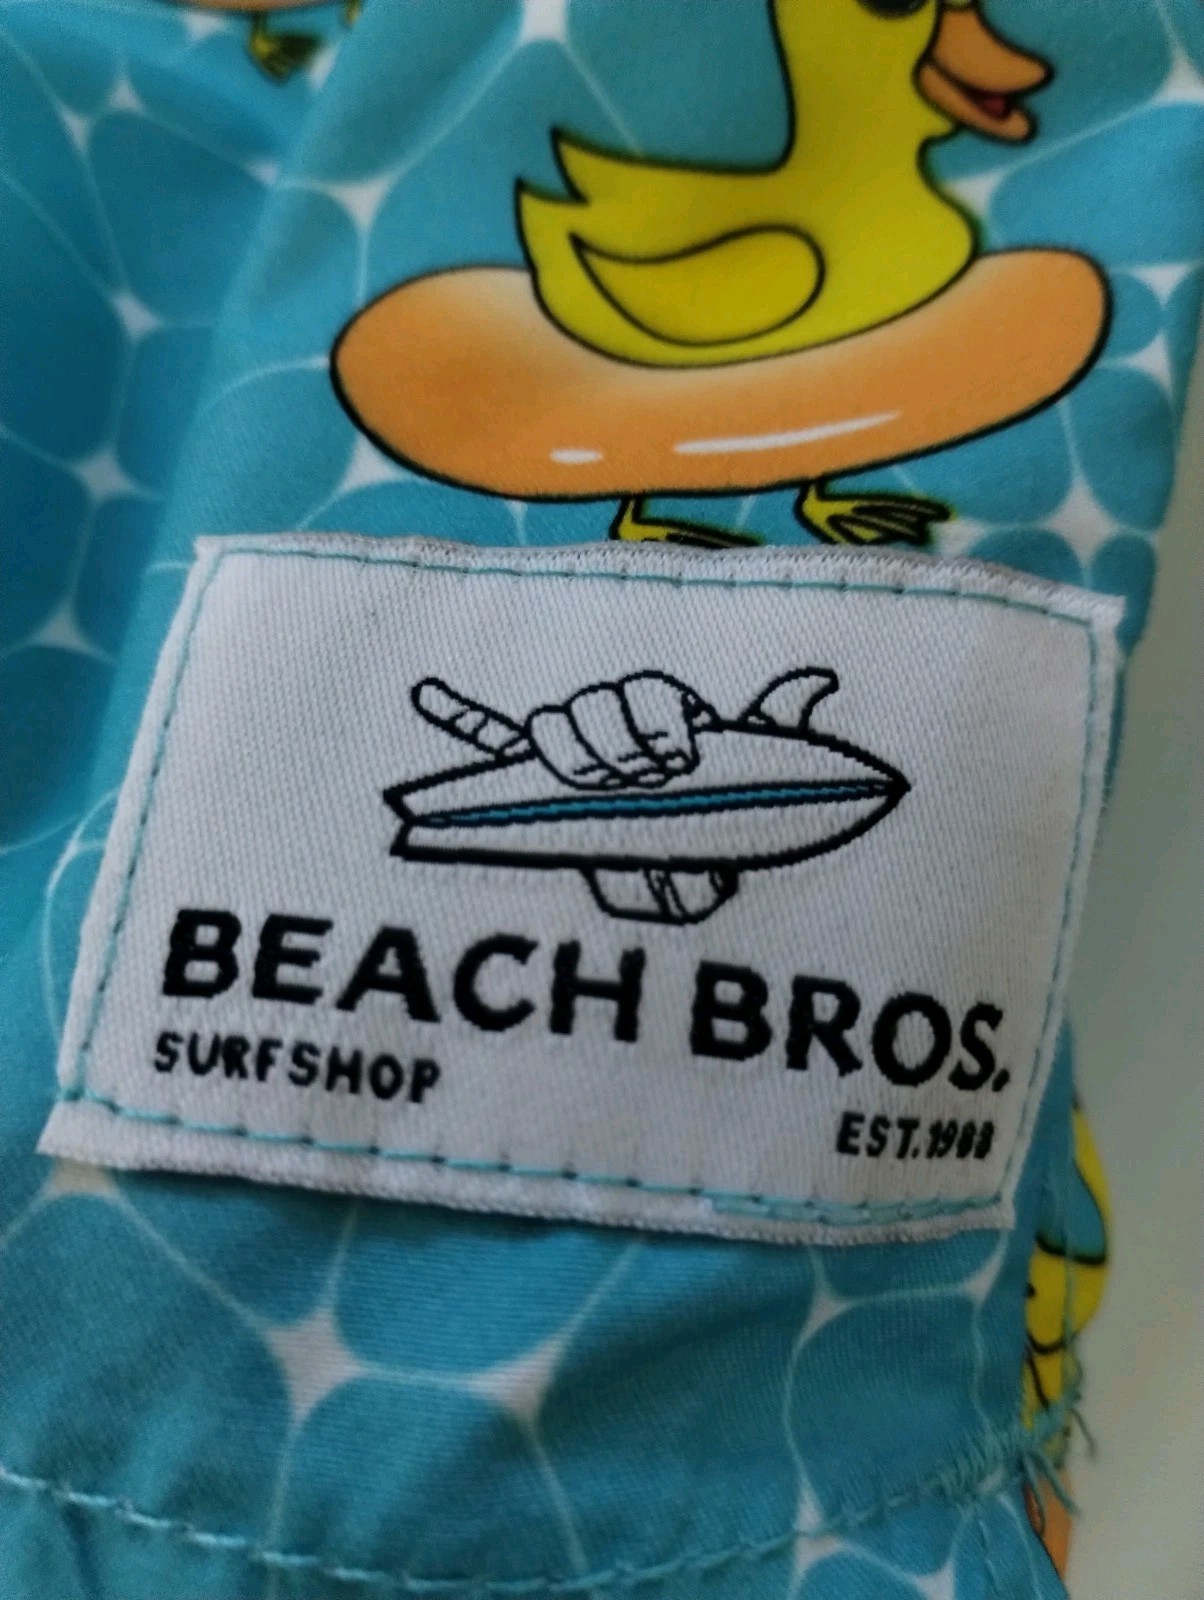 BEACH BROS.
SURFSHOP
EST. 1988